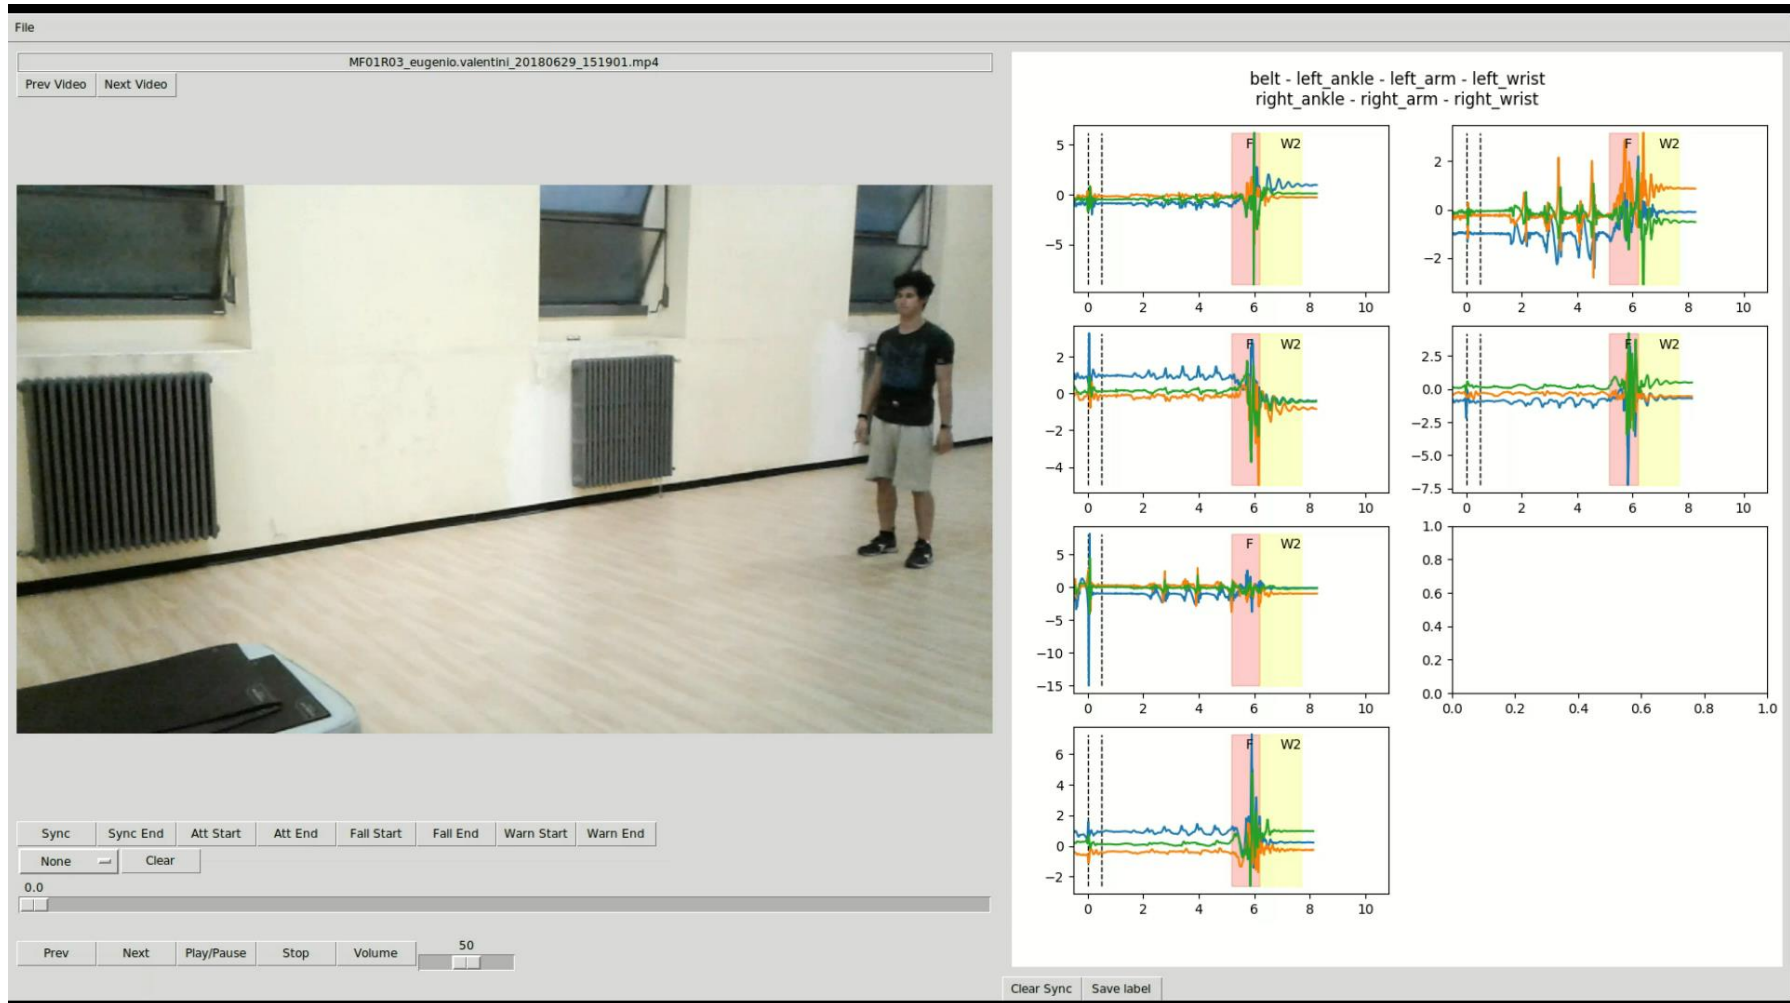 File
MF01R03_eugenio.valentini_20180629_151901.mp4
Prev Video Next Video
belt - left_ankle - left_arm - left_wrist
right_ankle - right_arm - right_wrist
5
0
−5
F W2
0 2 4 6 8 10
2
0
−2
F W2
0 2 4 6 8 10
2
0
−2
−4
F W2
0 2 4 6 8 10
2.5
0.0
−2.5
−5.0
−7.5
F W2
0 2 4 6 8 10
5
0
−5
−10
−15
F W2
0 2 4 6 8 10
1.0
0.8
0.6
0.4
0.2
0.0
0.0 0.2 0.4 0.6 0.8 1.0
6
4
2
0
−2
F W2
0 2 4 6 8 10
Sync Sync End Att Start Att End Fall Start Fall End Warn Start Warn End
None Clear
0.0
Prev Next Play/Pause Stop Volume 50
Clear Sync Save label